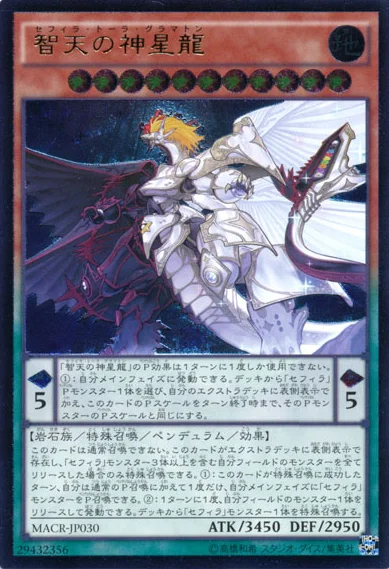 セフィラ・トーラ・グラマトン
智天の神星龍
神
「智天の神星龍」のP効果は1ターンに1度しか使用できない。
①：自分メインフェイズに発動できる。デッキから「セフィラ」
Pモンスター1体を選び、自分のエクストラデッキに表側表示で
加え、このカードのPスケールをターン終了時まで、そのPモン
スターのPスケールと同じにする。
5
5
【岩石族／特殊召喚／ペンデュラム／効果】
このカードは通常召喚できない。このカードがエクストラデッキに表側表示で
存在し、「セフィラ」モンスター3体以上を含む自分フィールドのモンスターを全て
リリースした場合のみ特殊召喚できる。①：このカードが特殊召喚に成功した
ターン、自分は通常のP召喚に加えて1度だけ、自分メインフェイズに「セフィラ」
モンスターをP召喚できる。②：1ターンに1度、自分フィールドのモンスター1体を
リリースして発動できる。デッキから「セフィラ」モンスター1体を特殊召喚する。
MACR-JP030
ATK/3450 DEF/2950
29432356
©高橋和希 スタジオ・ダイス/集英社